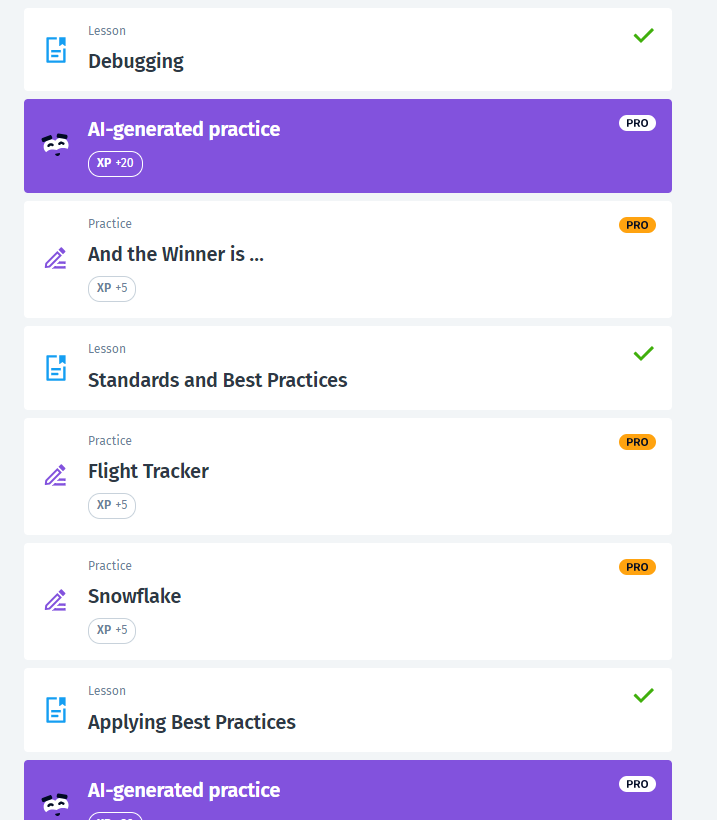 Lesson
Debugging
AI-generated practice
PRO
XP +20
Practice
PRO
And the Winner is ...
XP +5
Lesson
Standards and Best Practices
Practice
PRO
Flight Tracker
XP +5
Practice
PRO
Snowflake
XP +5
Lesson
Applying Best Practices
AI-generated practice
PRO